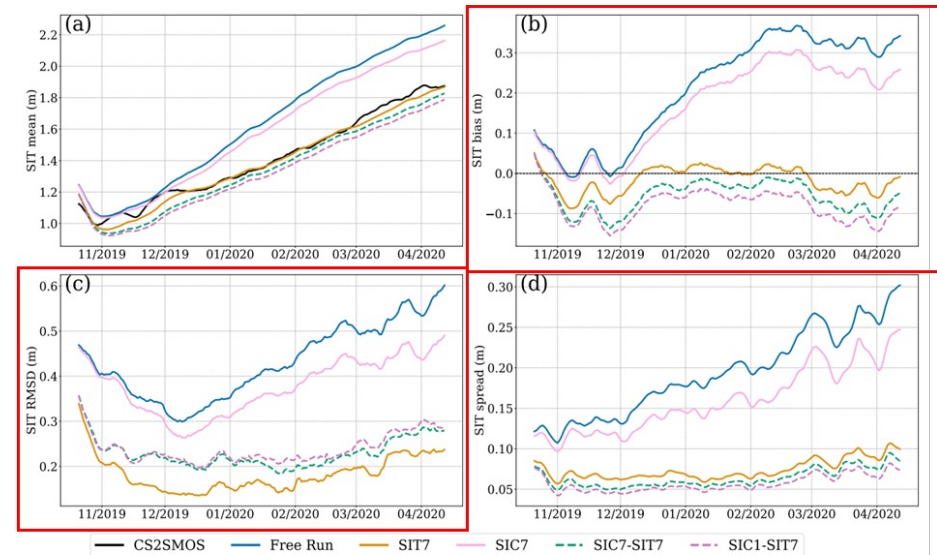 (a)
SIT mean (m)
2.2
2.0
1.8
1.6
1.4
1.2
1.0
11/2019 12/2019 01/2020 02/2020 03/2020 04/2020
(b)
SIT bias (m)
0.3
0.2
0.1
0.0
−0.1
11/2019 12/2019 01/2020 02/2020 03/2020 04/2020
(c)
SIT RMSD (m)
0.6
0.5
0.4
0.3
0.2
11/2019 12/2019 01/2020 02/2020 03/2020 04/2020
(d)
SIT spread (m)
0.30
0.25
0.20
0.15
0.10
0.05
11/2019 12/2019 01/2020 02/2020 03/2020 04/2020
CS2SMOS Free Run SIT7 SIC7 SIC7-SIT7 SIC1-SIT7